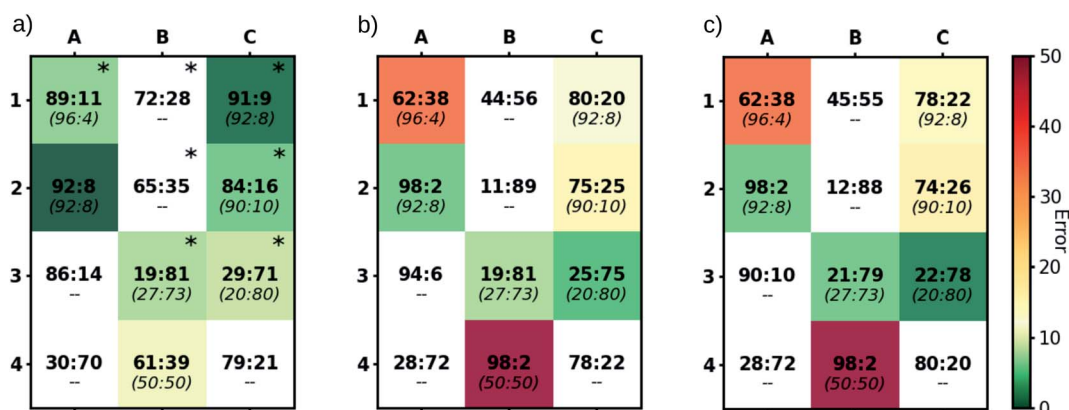 a)
A B C
* * *
1 89:11 72:28 91:9
(96:4) -- (92:8)
* *
2 92:8 65:35 84:16
(92:8) -- (90:10)
* *
3 86:14 19:81 29:71
-- (27:73) (20:80)
4 30:70 61:39 79:21
-- (50:50) --
b)
A B C
1 62:38 44:56 80:20
(96:4) -- (92:8)
2 98:2 11:89 75:25
(92:8) -- (90:10)
3 94:6 19:81 25:75
-- (27:73) (20:80)
4 28:72 98:2 78:22
-- (50:50) --
c)
A B C
1 62:38 45:55 78:22
(96:4) -- (92:8)
2 98:2 12:88 74:26
(92:8) -- (90:10)
3 90:10 21:79 22:78
-- (27:73) (20:80)
4 28:72 98:2 80:20
-- (50:50) --
50
40
30
20
10
0
Error